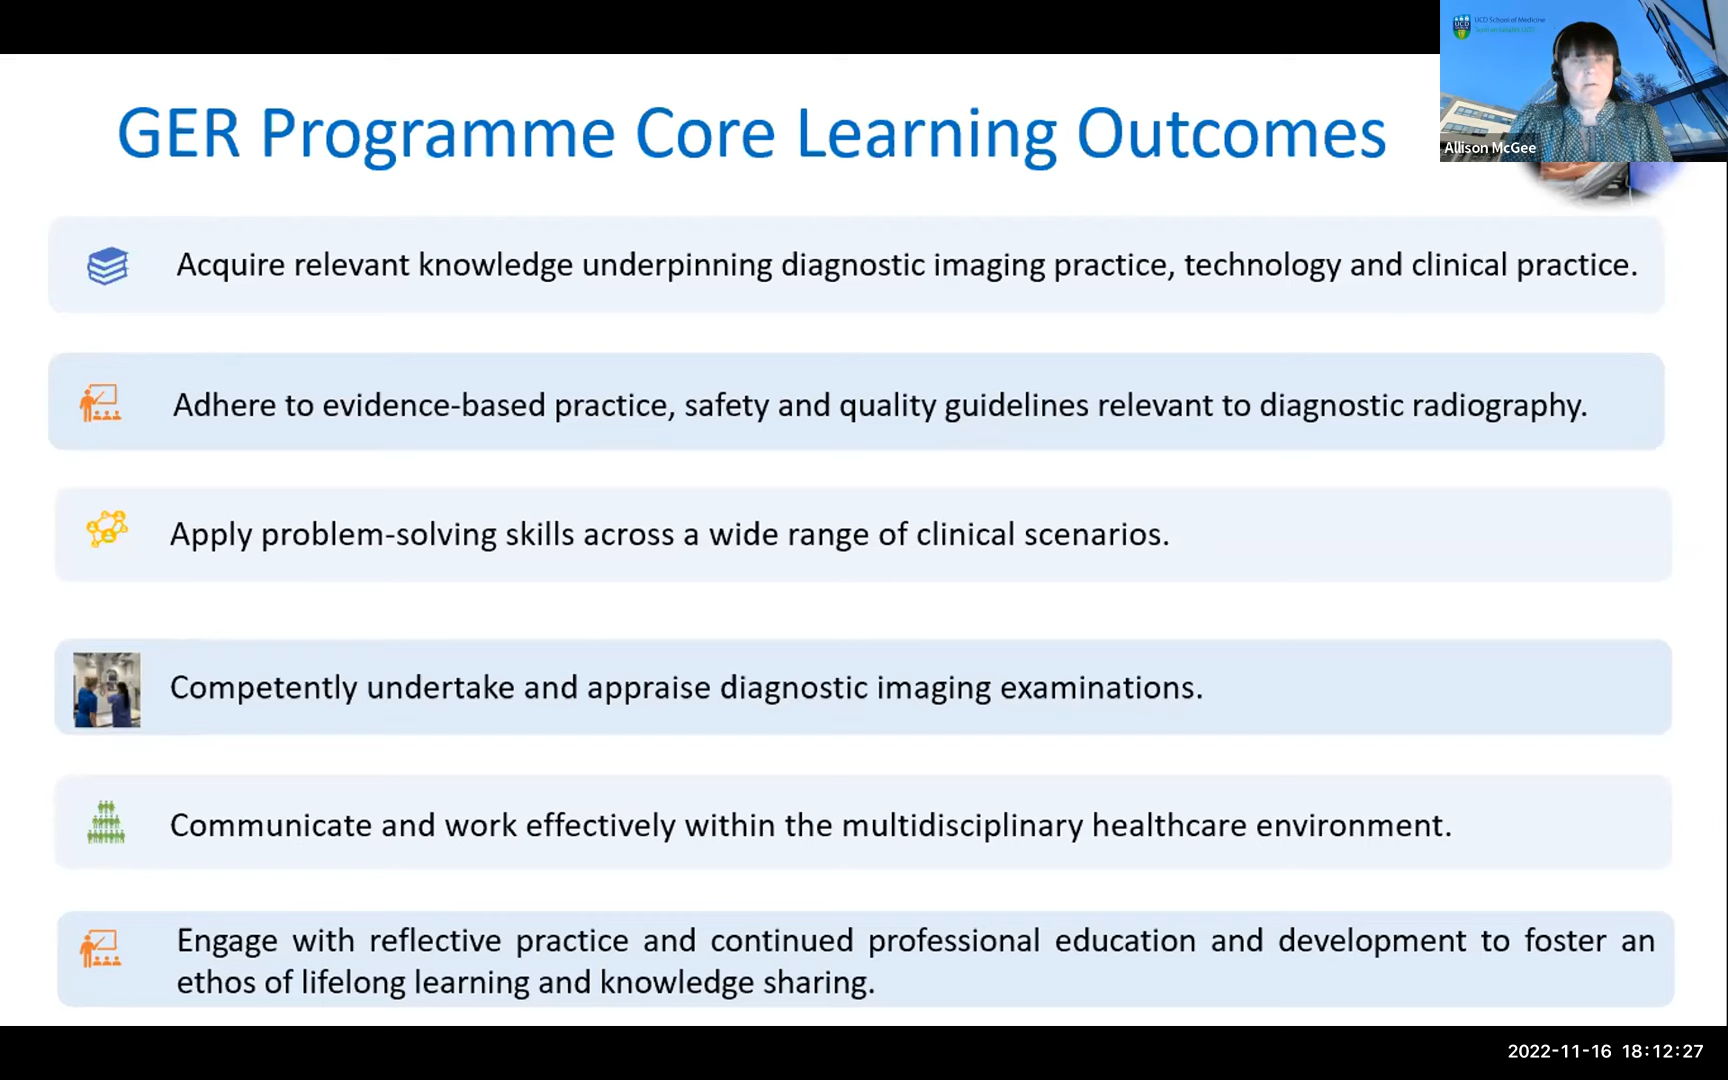 UCD School of Medicine
Allison McGee
GER Programme Core Learning Outcomes
Acquire relevant knowledge underpinning diagnostic imaging practice, technology and clinical practice.
Adhere to evidence-based practice, safety and quality guidelines relevant to diagnostic radiography.
Apply problem-solving skills across a wide range of clinical scenarios.
Competently undertake and appraise diagnostic imaging examinations.
Communicate and work effectively within the multidisciplinary healthcare environment.
Engage with reflective practice and continued professional education and development to foster an
ethos of lifelong learning and knowledge sharing.
2022-11-16 18:12:27